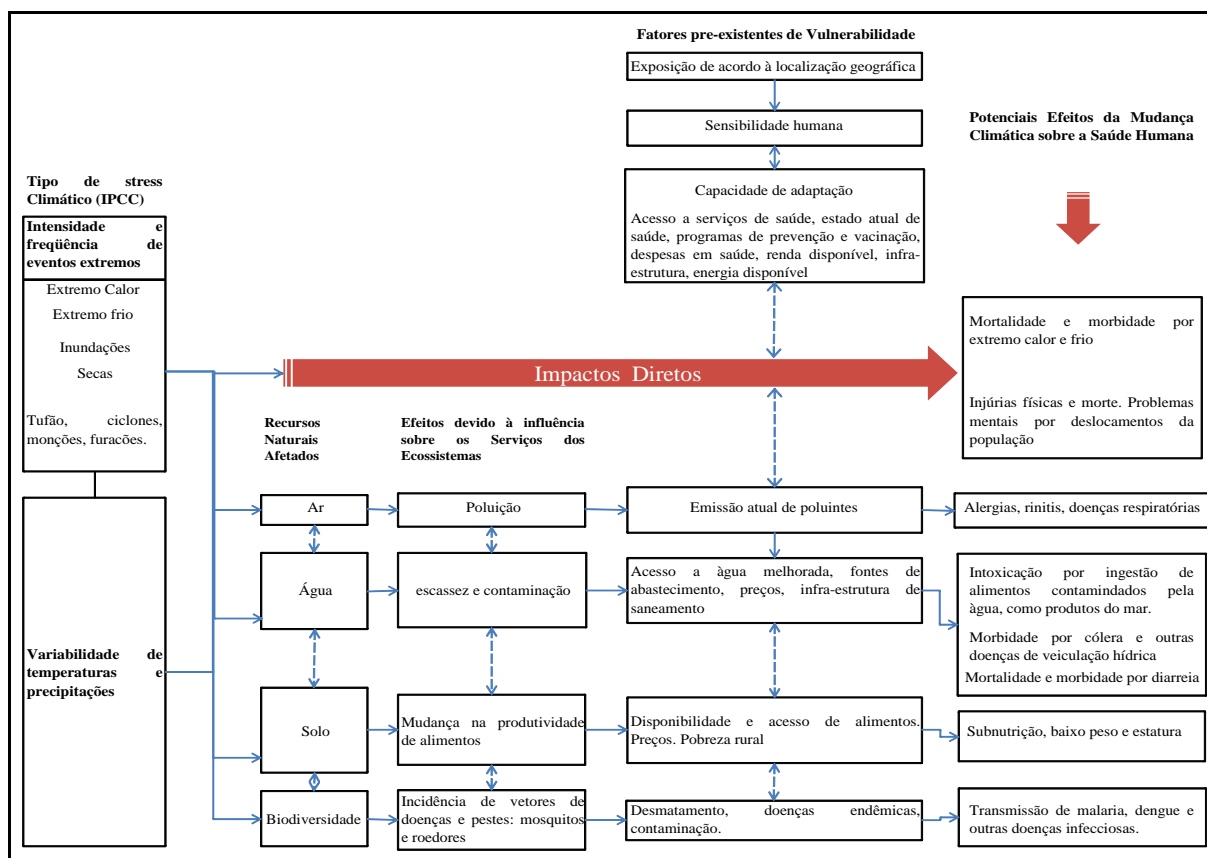 Fatores pre-existentes de Vulnerabilidade
Exposição de acordo à localização geográfica
Sensibilidade humana
Capacidade de adaptação
Acesso a serviços de saúde, estado atual de
saúde, programas de prevenção e vacinação,
despesas em saúde, renda disponível, infra-
estrutura, energia disponível
Potenciais Efeitos da Mudança
Climática sobre a Saúde Humana
Tipo de stress
Climático (IPCC)
Intensidade e
freqüência de
eventos extremos
Extremo Calor
Extremo frio
Inundações
Secas
Tufão, ciclones,
monções, furacões.
Variabilidade de
temperaturas e
precipitações
Impactos Diretos
Mortalidade e morbidade por
extremo calor e frio
Injúrias físicas e morte. Problemas
mentais por deslocamentos da
população
Recursos
Naturais
Afetados
Efeitos devido à influência
sobre os Serviços dos
Ecossistemas
Ar
Poluição
Emissão atual de poluintes
Alergias, rinitis, doenças respiratórias
Água
escassez e contaminação
Acesso a àgua melhorada, fontes de
abastecimento, preços, infra-estrutura de
saneamento
Intoxicação por ingestão de
alimentos contamindados pela
àgua, como produtos do mar.
Morbidade por cólera e outras
doenças de veiculação hídrica
Mortalidade e morbidade por diarreia
Solo
Mudança na produtividade
de alimentos
Disponibilidade e acesso de alimentos.
Preços. Pobreza rural
Subnutrição, baixo peso e estatura
Biodiversidade
Incidência de vetores de
doenças e pestes: mosquitos
e roedores
Desmatamento, doenças endêmicas,
contaminação.
Transmissão de malaria, dengue e
outras doenças infecciosas.